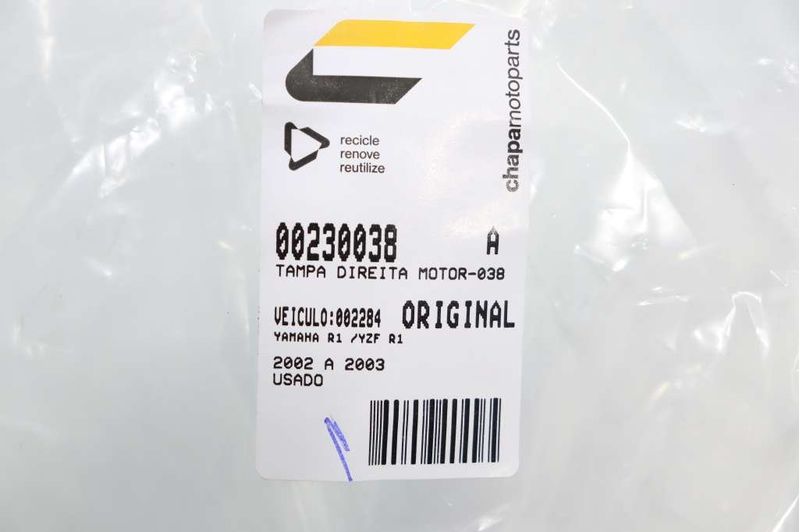 chapamotoparts
recicle
renove
reutilize
00230038 A
TAMPA DIREITA MOTOR-038
VEICULO:002284 ORIGINAL
YAMAHA R1 /YZF R1
2002 A 2003
USADO